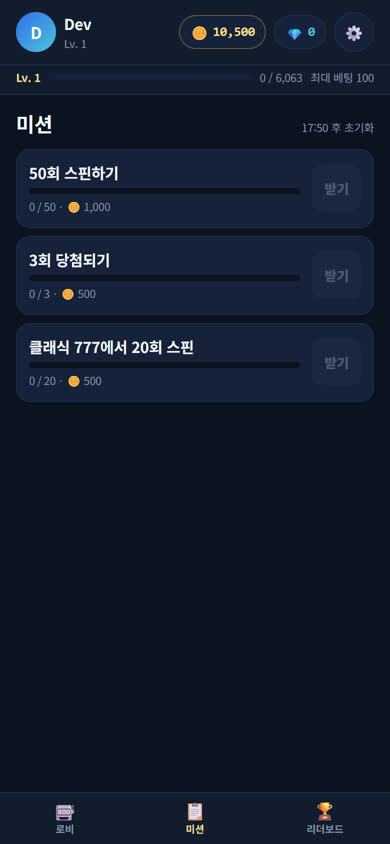 D
Dev
Lv. 1
10,500
0
Lv. 1
0 / 6,063 최대 베팅 100
미션
17:50 후 초기화
50회 스핀하기
0 / 50 · 1,000
받기
3회 당첨되기
0 / 3 · 500
받기
클래식 777에서 20회 스핀
0 / 20 · 500
받기
로비
미션
리더보드